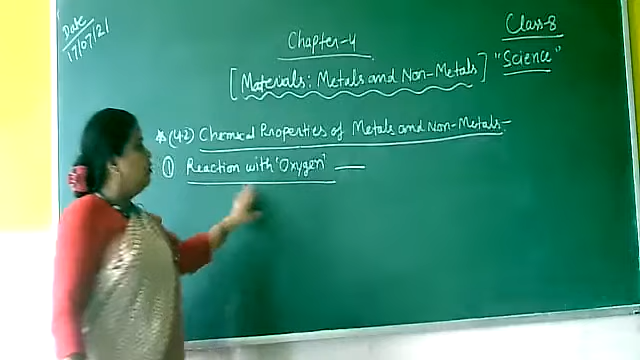 Date
17/07/21
Chapter-4
Class-8
[Materials: Metals and Non-Metals]
"Science"
* (4.2) Chemical Properties of Metals and Non-Metals:-
① Reaction with 'Oxygen' —